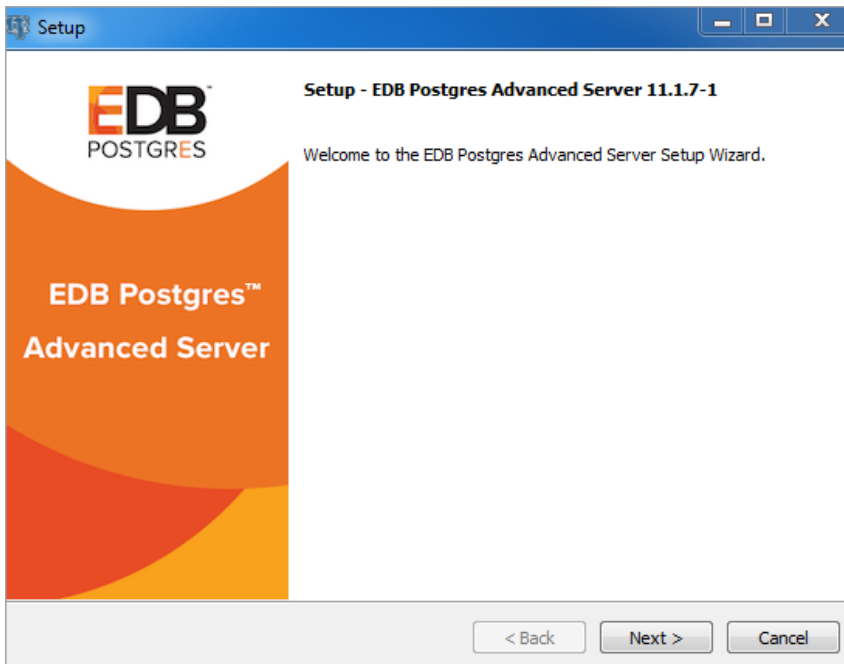 Setup
EDB™
POSTGRES
Setup - EDB Postgres Advanced Server 11.1.7-1
Welcome to the EDB Postgres Advanced Server Setup Wizard.
EDB Postgres™
Advanced Server
< Back
Next >
Cancel